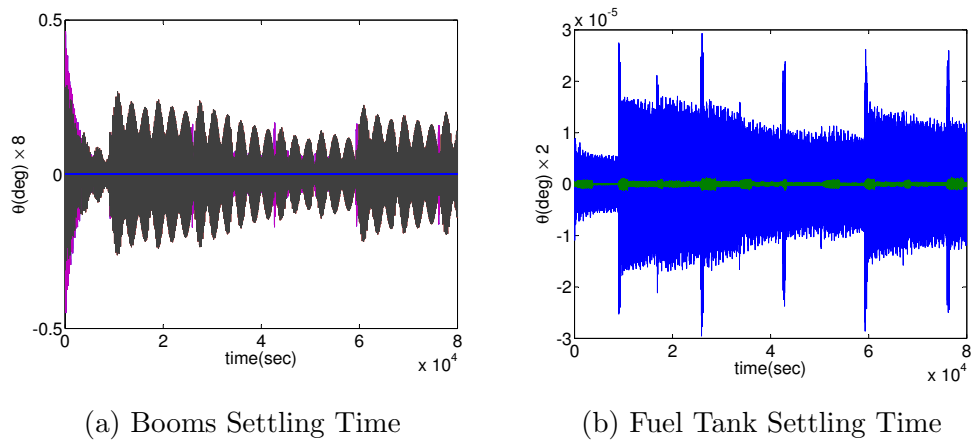 0.5
0
-0.5
θ(deg) × 8
0 2 4 6 8
time(sec)
x 10^4
(a) Booms Settling Time
x 10^-5
3
2
1
0
-1
-2
-3
θ(deg) × 2
0 2 4 6 8
time(sec)
x 10^4
(b) Fuel Tank Settling Time